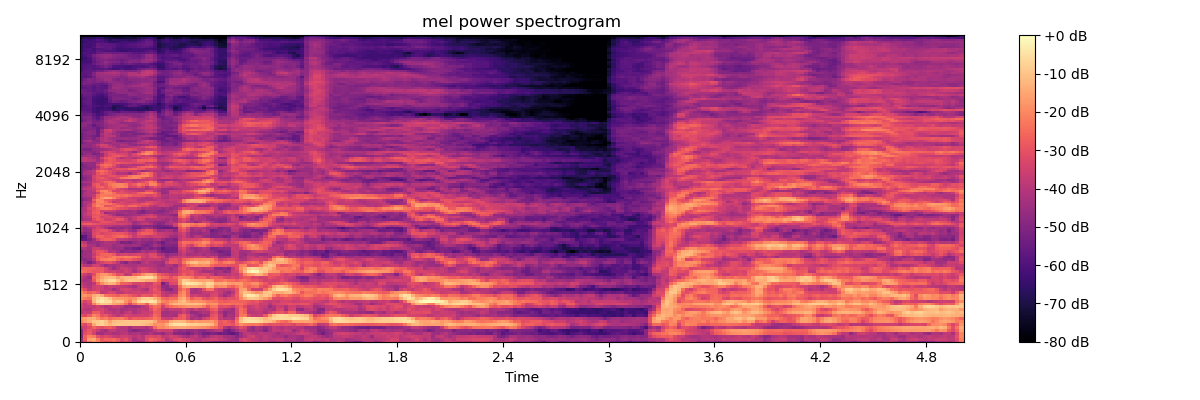 mel power spectrogram
8192
4096
2048
1024
512
0
Hz
0 0.6 1.2 1.8 2.4 3 3.6 4.2 4.8
Time
+0 dB
-10 dB
-20 dB
-30 dB
-40 dB
-50 dB
-60 dB
-70 dB
-80 dB